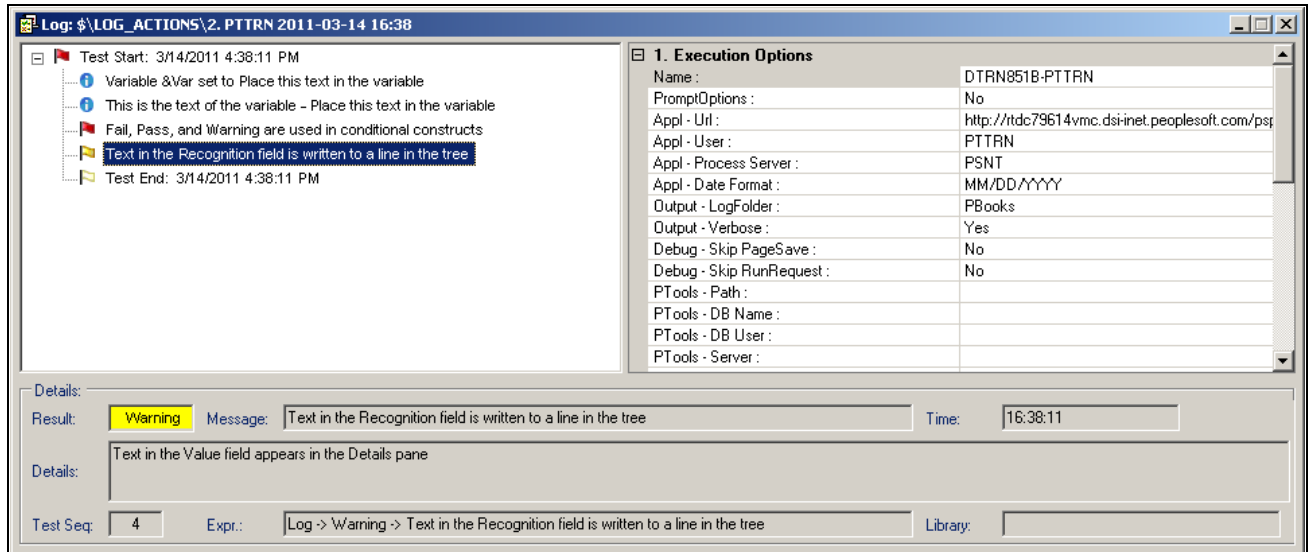 Log: $\LOG_ACTIONS\2. PTTRN 2011-03-14 16:38
Test Start: 3/14/2011 4:38:11 PM
Variable &Var set to Place this text in the variable
This is the text of the variable - Place this text in the variable
Fail, Pass, and Warning are used in conditional constructs
Text in the Recognition field is written to a line in the tree
Test End: 3/14/2011 4:38:11 PM
1. Execution Options
Name : DTRN851B-PTTRN
PromptOptions : No
Appl - Url : http://rtdc79614vmc.dsi-inet.peoplesoft.com/psp
Appl - User : PTTRN
Appl - Process Server : PSNT
Appl - Date Format : MM/DD/YYYY
Output - LogFolder : PBooks
Output - Verbose : Yes
Debug - Skip PageSave : No
Debug - Skip RunRequest : No
PTools - Path :
PTools - DB Name :
PTools - DB User :
PTools - Server :
Details:
Result: Warning Message: Text in the Recognition field is written to a line in the tree Time: 16:38:11
Details: Text in the Value field appears in the Details pane
Test Seq: 4 Expr.: Log -> Warning -> Text in the Recognition field is written to a line in the tree Library: